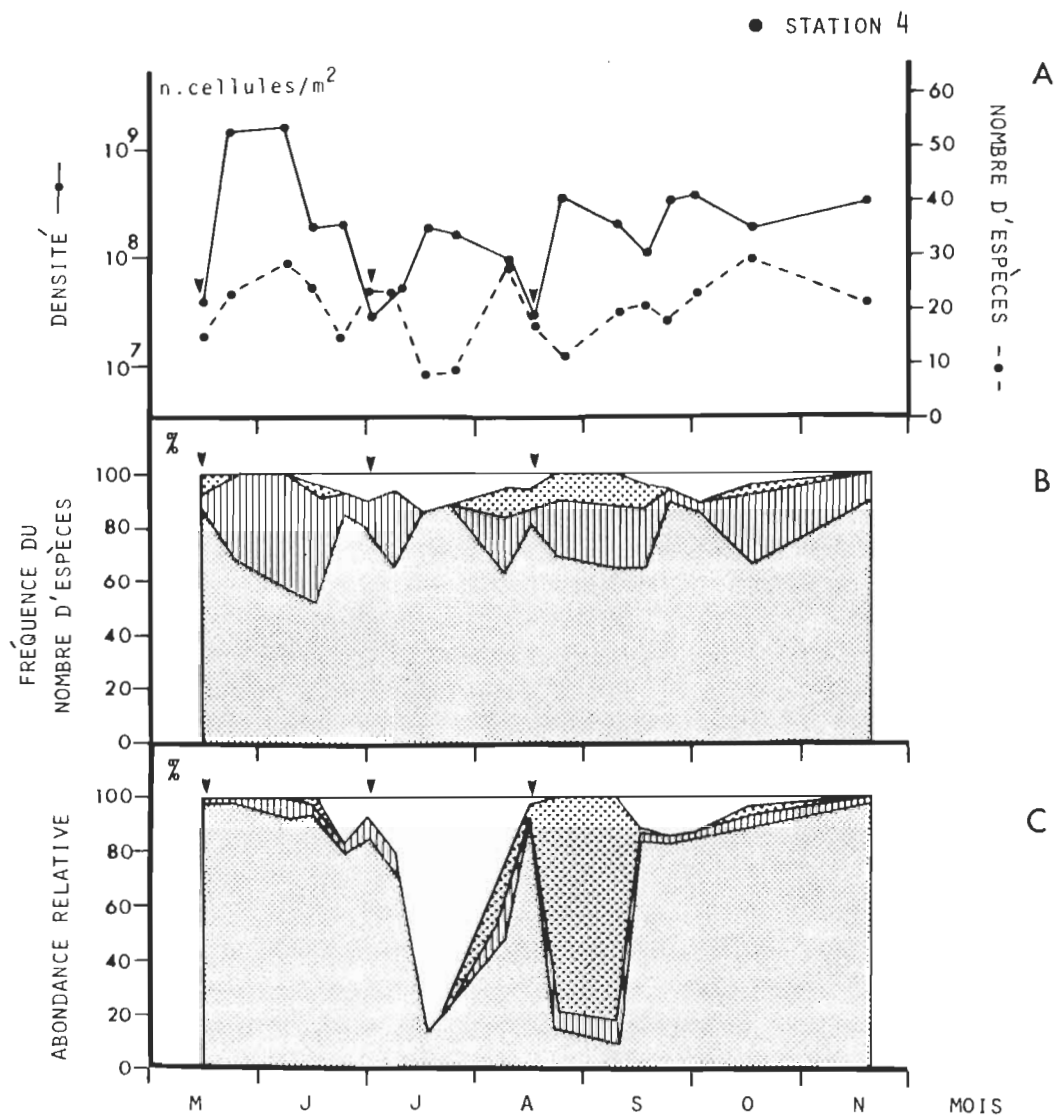 ● STATION 4
A
n.cellules/m²
10⁹
10⁸
10⁷
DENSITÉ
60
50
40
30
20
10
0
NOMBRE D'ESPÈCES
B
%
100
80
60
40
20
0
FRÉQUENCE DU
NOMBRE D'ESPÈCES
C
%
100
80
60
40
20
0
ABONDANCE RELATIVE
M J J A S O N MOIS